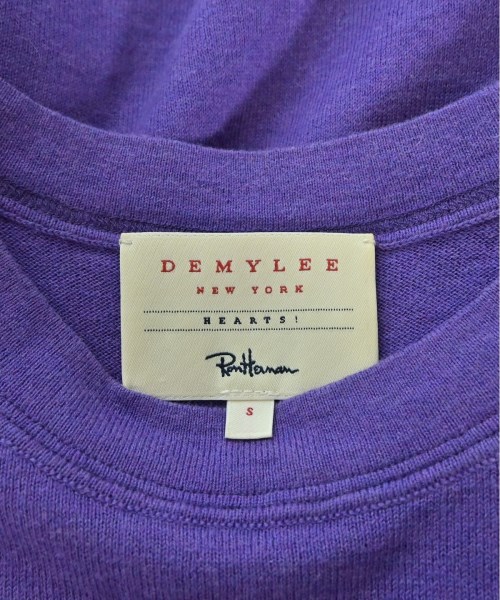 DEMYLEE
NEW YORK
HEARTS!
Ron Herman
S